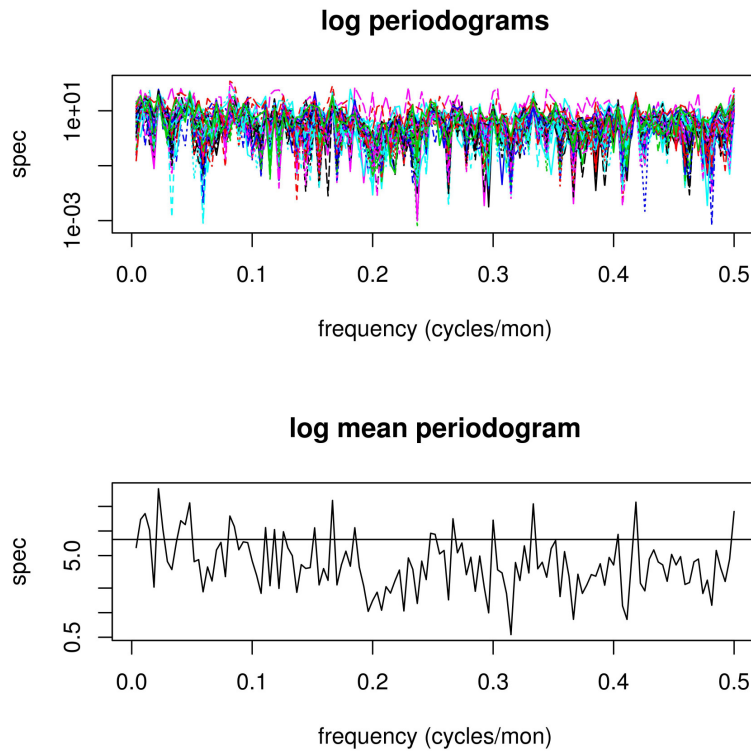 log periodograms
spec
1e+01
1e-03
0.0 0.1 0.2 0.3 0.4 0.5
frequency (cycles/mon)
log mean periodogram
spec
5.0
0.5
0.0 0.1 0.2 0.3 0.4 0.5
frequency (cycles/mon)